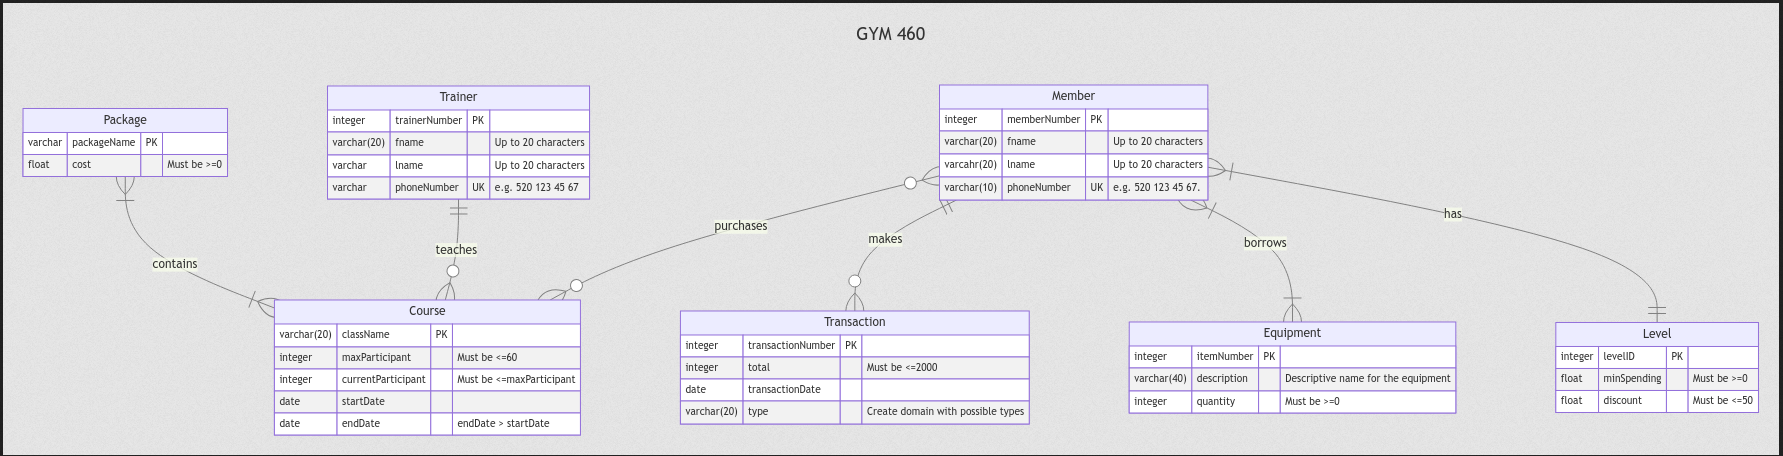 GYM 460
Package
varchar packageName PK
float cost Must be >=0
Trainer
integer trainerNumber PK
varchar(20) fname Up to 20 characters
varchar lname Up to 20 characters
varchar phoneNumber UK e.g. 520 123 45 67
Member
integer memberNumber PK
varchar(20) fname Up to 20 characters
varcahr(20) lname Up to 20 characters
varchar(10) phoneNumber UK e.g. 520 123 45 67.
contains
teaches
purchases
makes
borrows
has
Course
varchar(20) className PK
integer maxParticipant Must be <=60
integer currentParticipant Must be <=maxParticipant
date startDate
date endDate endDate > startDate
Transaction
integer transactionNumber PK
integer total Must be <=2000
date transactionDate
varchar(20) type Create domain with possible types
Equipment
integer itemNumber PK
varchar(40) description Descriptive name for the equipment
integer quantity Must be >=0
Level
integer levelID PK
float minSpending Must be >=0
float discount Must be <=50